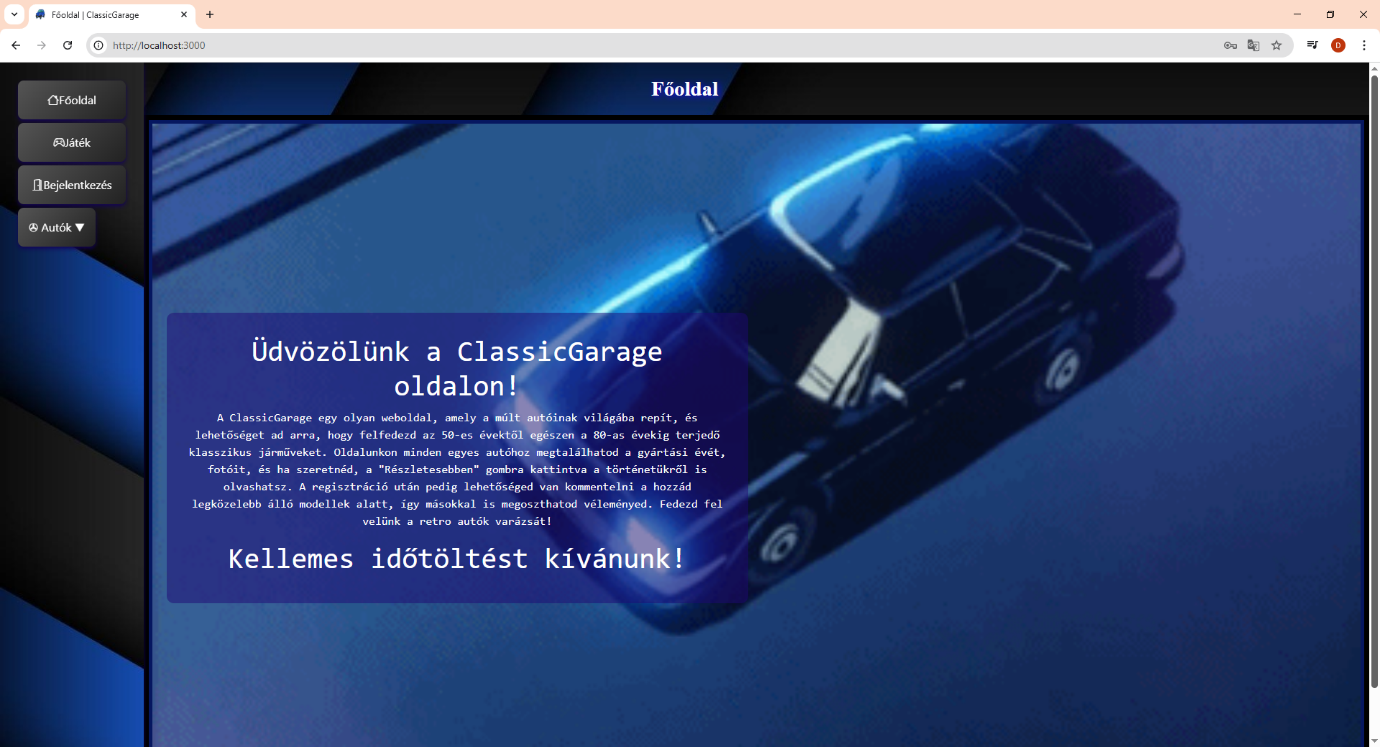 Főoldal | ClassicGarage
http://localhost:3000
D
Főoldal
Főoldal
Játék
Bejelentkezés
Autók ▼
Üdvözölünk a ClassicGarage
oldalon!
A ClassicGarage egy olyan weboldal, amely a múlt autóinak világába repít, és
lehetőséget ad arra, hogy felfedezd az 50-es évektől egészen a 80-as évekig terjedő
klasszikus járműveket. Oldalunkon minden egyes autóhoz megtalálhatod a gyártási évét,
fotóit, és ha szeretnéd, a "Részletesebben" gombra kattintva a történetükről is
olvashatsz. A regisztráció után pedig lehetőséged van kommentelni a hozzád
legközelebb álló modellek alatt, így másokkal is megoszthatod véleményed. Fedezd fel
velünk a retro autók varázsát!
Kellemes időtöltést kívánunk!